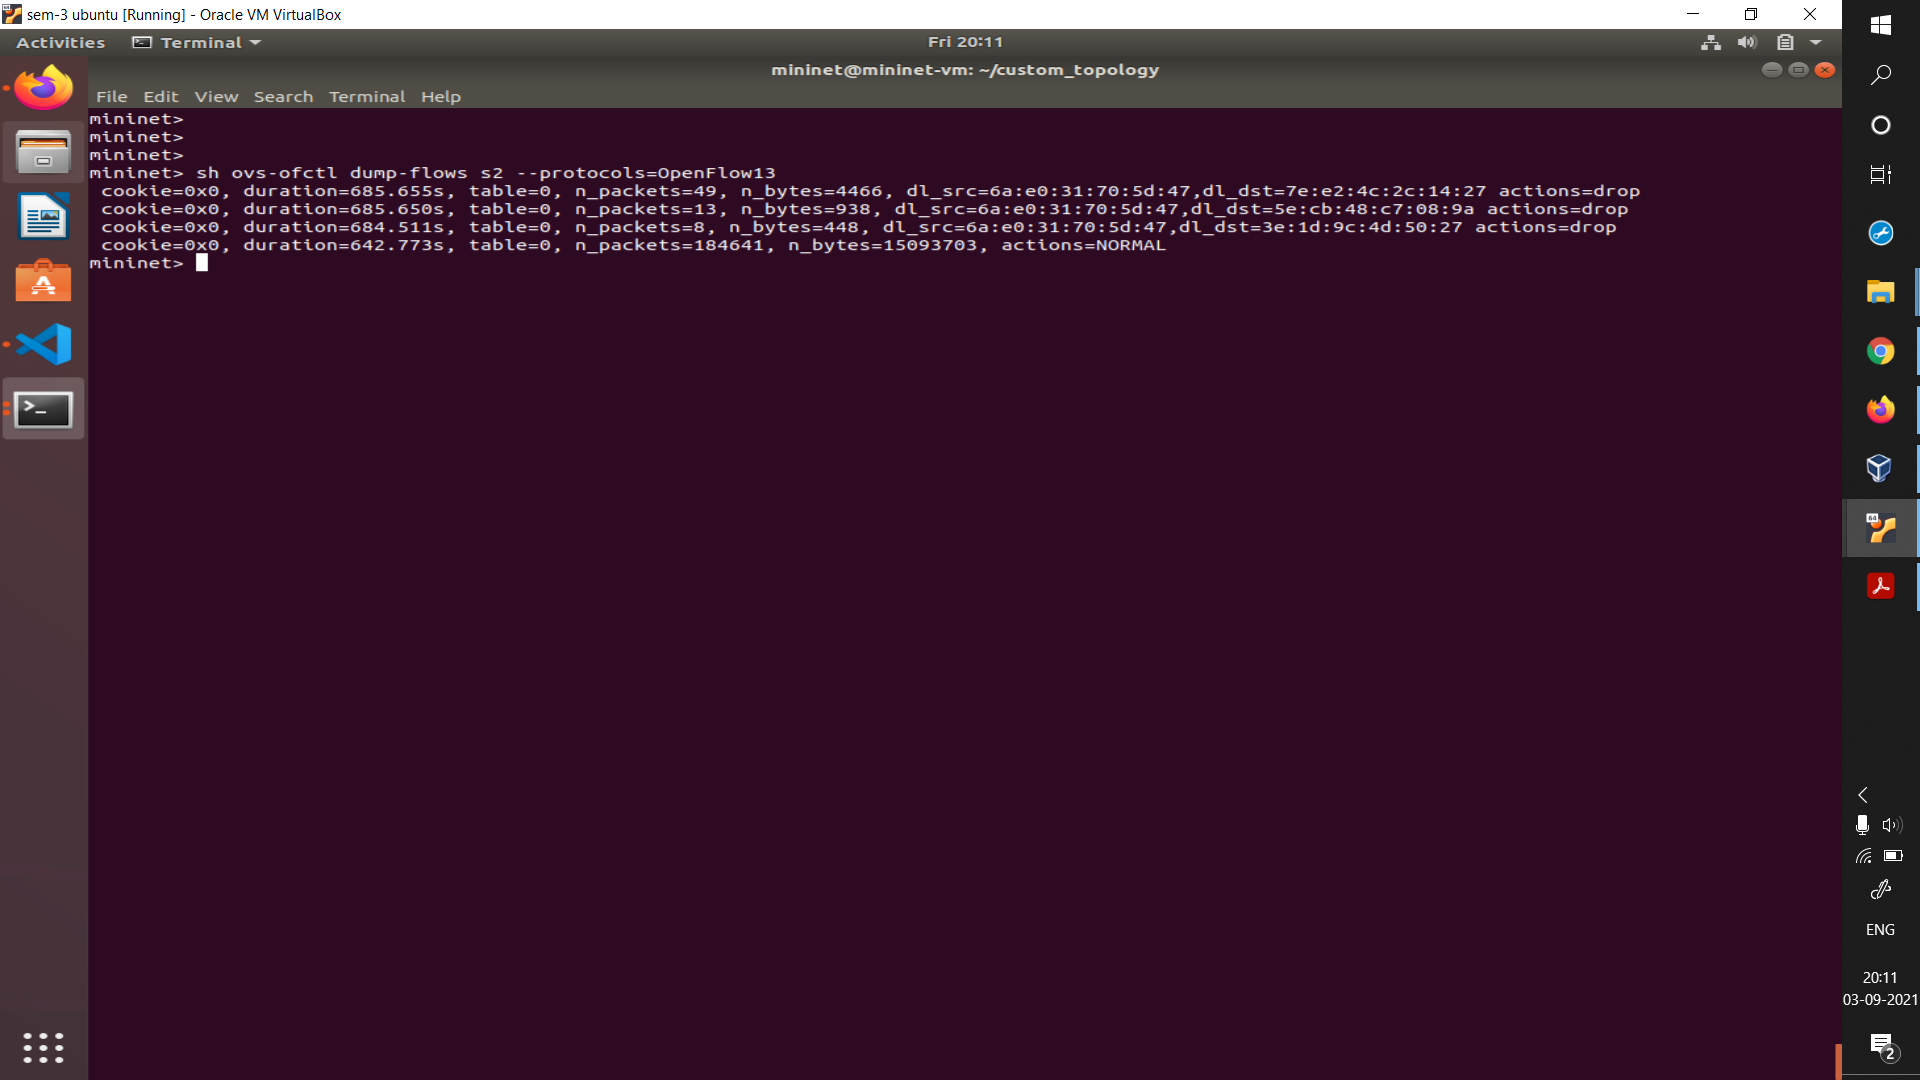 sem-3 ubuntu [Running] - Oracle VM VirtualBox
Activities Terminal Fri 20:11
mininet@mininet-vm: ~/custom_topology
File Edit View Search Terminal Help
mininet>
mininet>
mininet>
mininet> sh ovs-ofctl dump-flows s2 --protocols=OpenFlow13
cookie=0x0, duration=685.655s, table=0, n_packets=49, n_bytes=4466, dl_src=6a:e0:31:70:5d:47,dl_dst=7e:e2:4c:2c:14:27 actions=drop
cookie=0x0, duration=685.650s, table=0, n_packets=13, n_bytes=938, dl_src=6a:e0:31:70:5d:47,dl_dst=5e:cb:48:c7:08:9a actions=drop
cookie=0x0, duration=684.511s, table=0, n_packets=8, n_bytes=448, dl_src=6a:e0:31:70:5d:47,dl_dst=3e:1d:9c:4d:50:27 actions=drop
cookie=0x0, duration=642.773s, table=0, n_packets=184641, n_bytes=15093703, actions=NORMAL
mininet>
64
ENG
20:11
03-09-2021
2